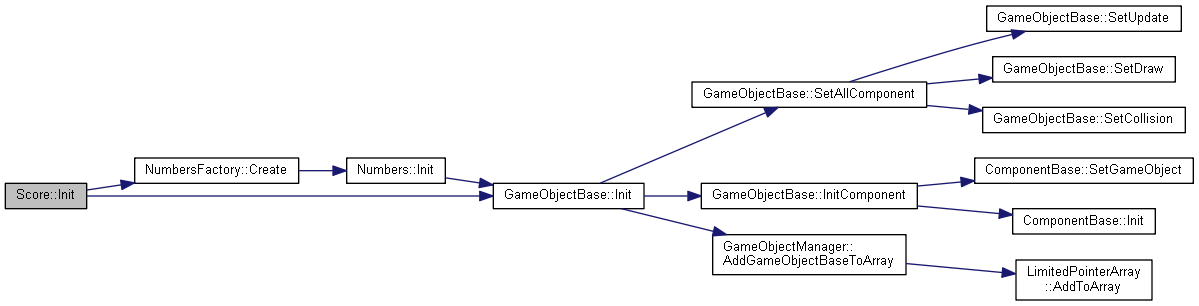 GameObjectBase::SetUpdate
GameObjectBase::SetDraw
GameObjectBase::SetAllComponent
GameObjectBase::SetCollision
NumbersFactory::Create
Numbers::Init
ComponentBase::SetGameObject
Score::Init
GameObjectBase::Init
GameObjectBase::InitComponent
ComponentBase::Init
GameObjectManager::
AddGameObjectBaseToArray
LimitedPointerArray
::AddToArray